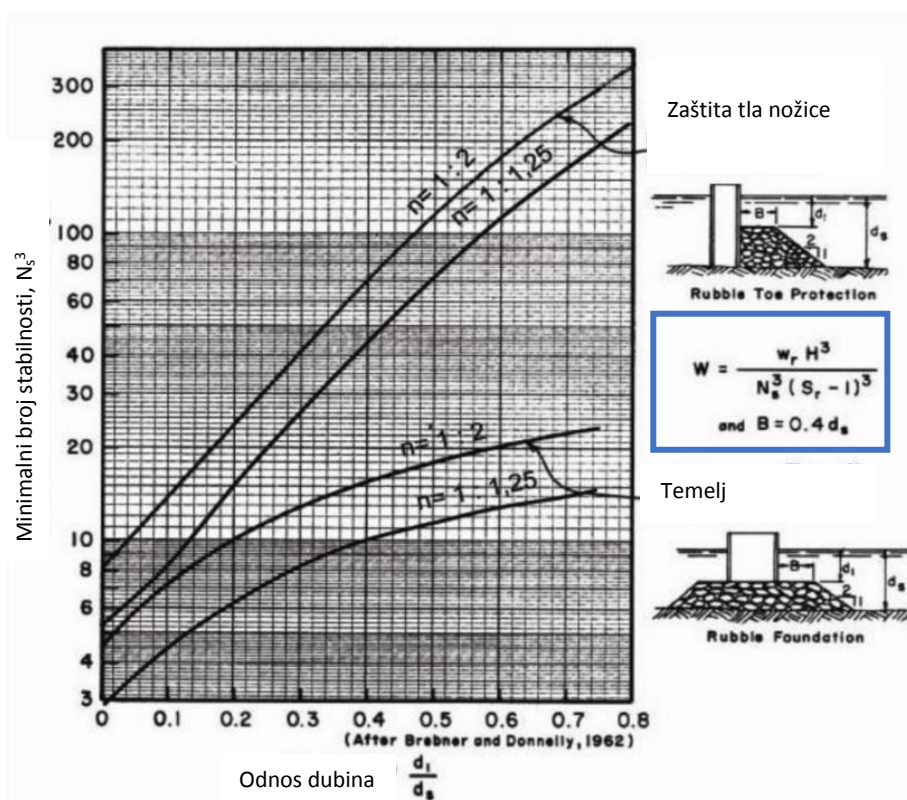 Minimalni broj stabilnosti, Nₛ³
300
200
100
80
60
40
20
10
8
6
4
3
0
0.1
0.2
0.3
0.4
0.5
0.6
0.7
0.8
n= 1 : 2
n= 1 : 1,25
n= 1 : 2
n= 1 : 1,25
(After Brebner and Donnelly, 1962)
Odnos dubina d₁/dₛ
Zaštita tla nožice
B
d₁
dₛ
2
1
Rubble Toe Protection
W = wᵣ H³ / Nₛ³ (Sᵣ - 1)³
and B = 0.4 dₛ
Temelj
B
d₁
dₛ
2
1
Rubble Foundation